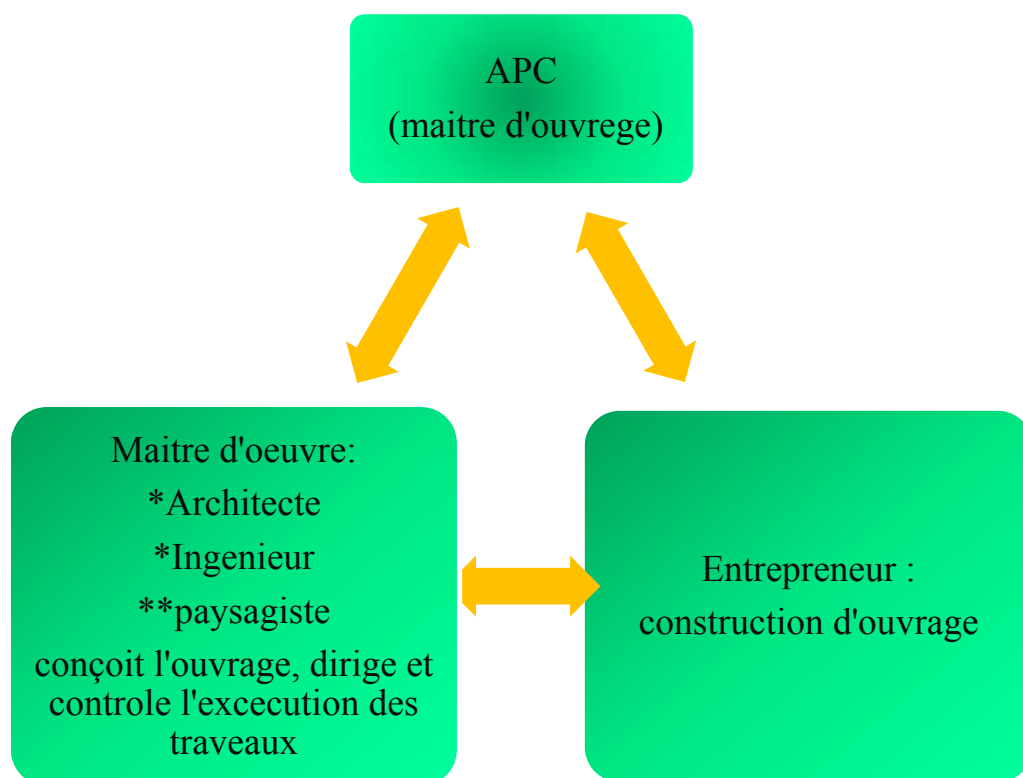 APC
(maitre d'ouvrege)
Maitre d'oeuvre:
*Architecte
*Ingenieur
**paysagiste
conçoit l'ouvrage, dirige et
controle l'excecution des
traveaux
Entrepreneur :
construction d'ouvrage